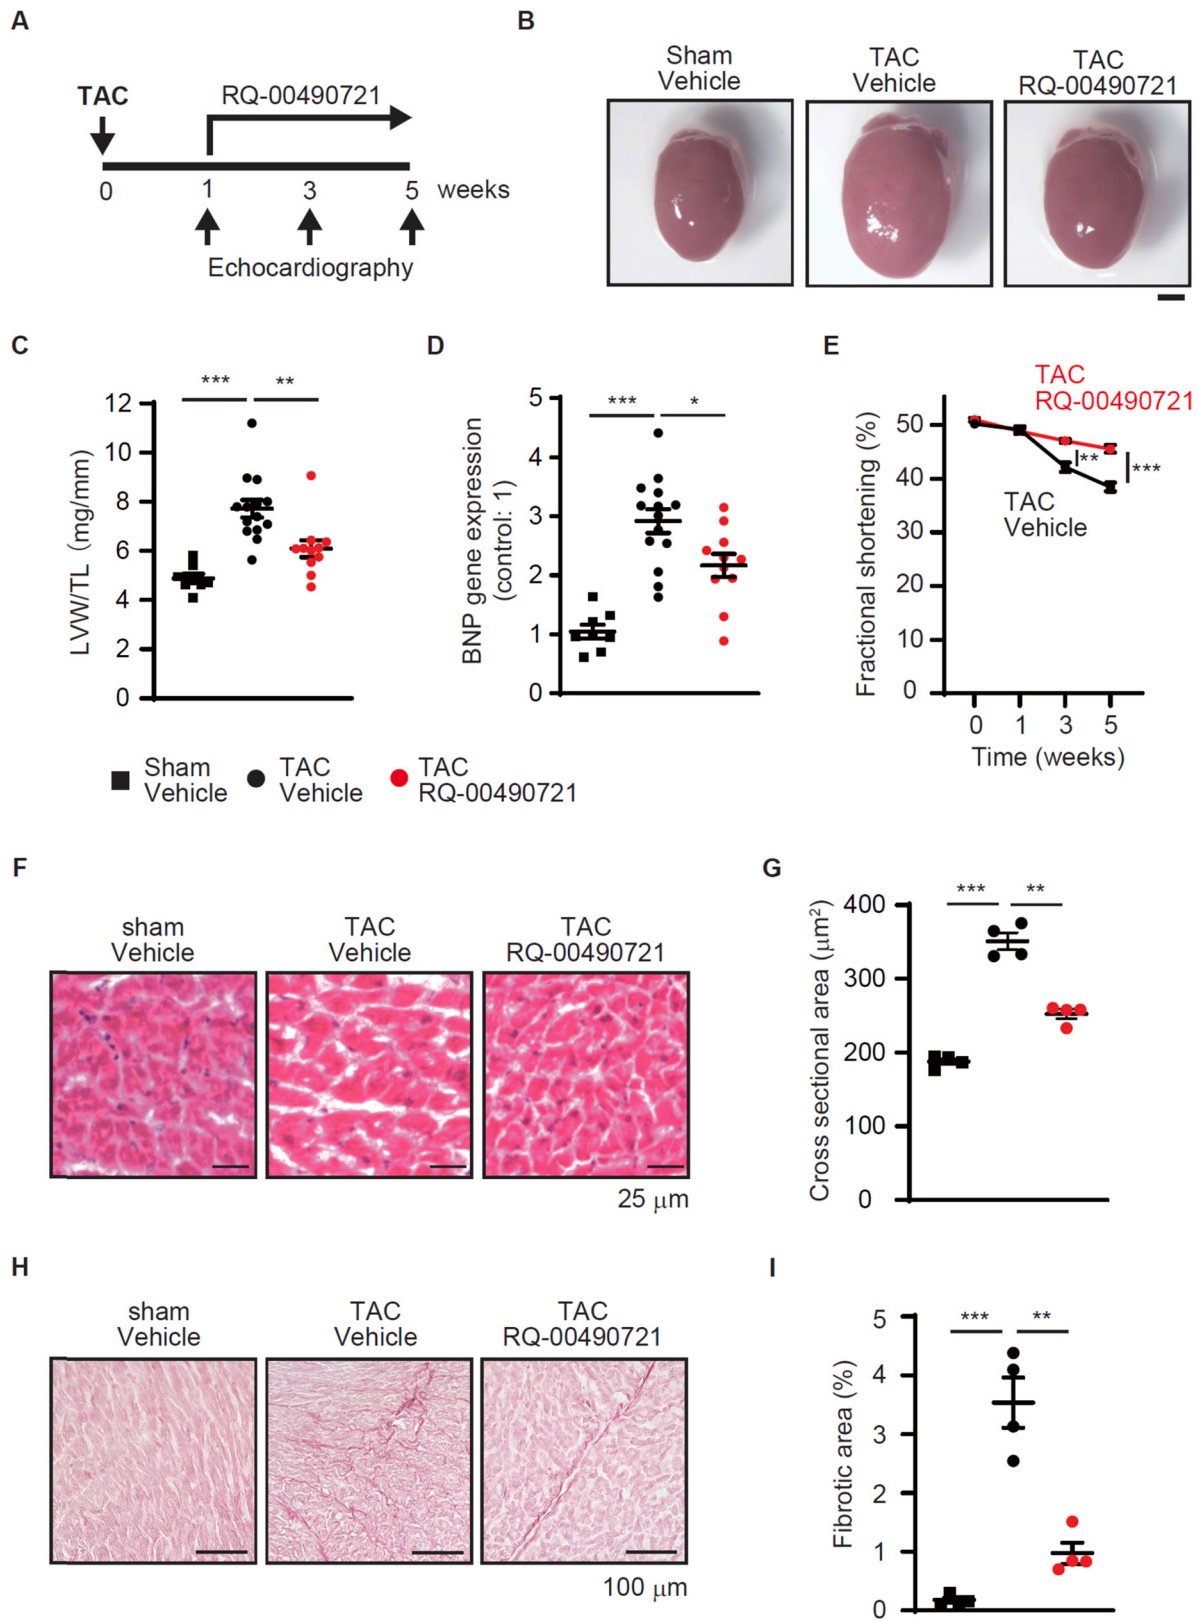 A
TAC
RQ-00490721
0 1 3 5 weeks
Echocardiography
B
Sham
Vehicle
TAC
Vehicle
TAC
RQ-00490721
C
*** **
LVW/TL (mg/mm)
12
10
8
6
4
2
0
D
*** *
BNP gene expression
(control: 1)
5
4
3
2
1
0
E
TAC
RQ-00490721
**
***
TAC
Vehicle
Fractional shortening (%)
50
40
30
20
10
0
0 1 3 5
Time (weeks)
Sham
Vehicle
TAC
Vehicle
TAC
RQ-00490721
F
sham
Vehicle
TAC
Vehicle
TAC
RQ-00490721
25 μm
G
*** **
Cross sectional area (μm²)
400
300
200
100
0
H
sham
Vehicle
TAC
Vehicle
TAC
RQ-00490721
100 μm
I
*** **
Fibrotic area (%)
5
4
3
2
1
0